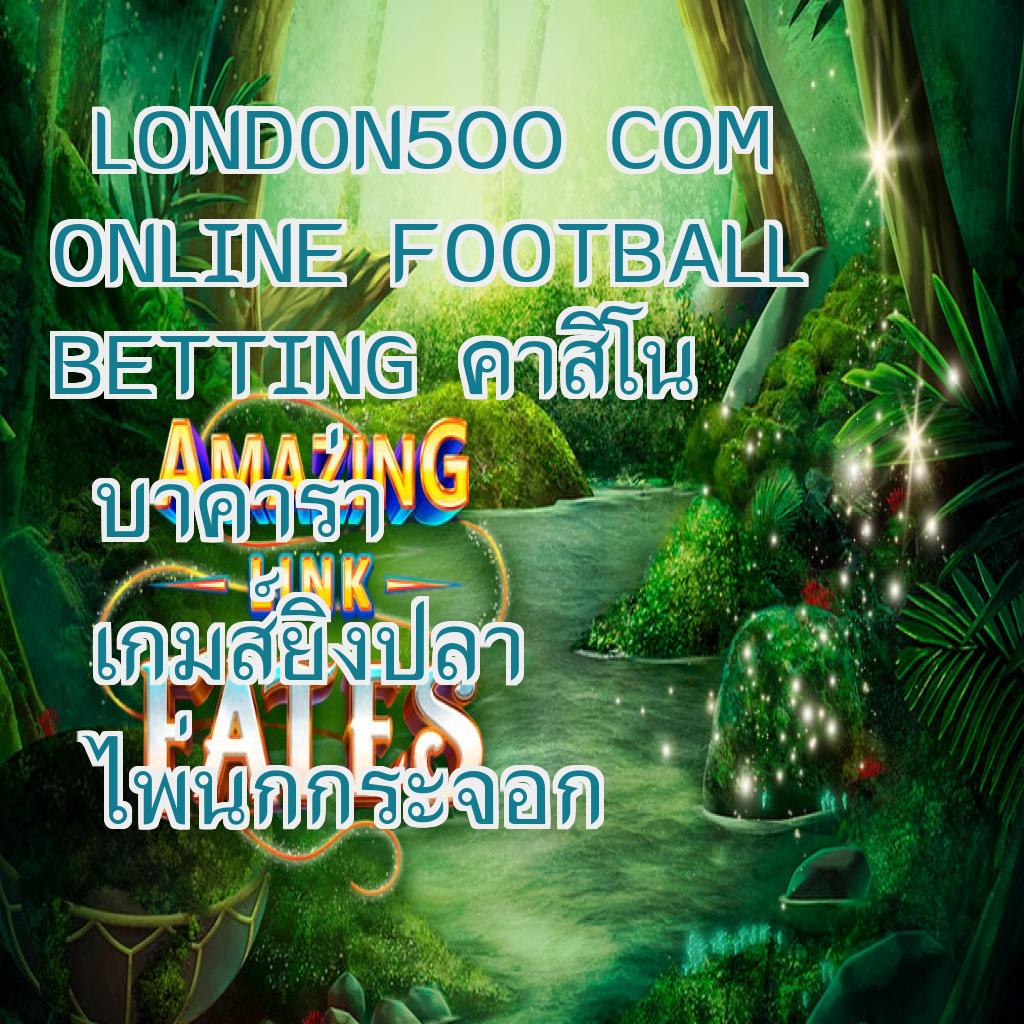 LONDON500 COM
ONLINE FOOTBALL
BETTING คาสิโน
AMAZING
บาคาร่า
LINK
เกมส์ยิงปลา
FATES
ไพ่นกกระจอก